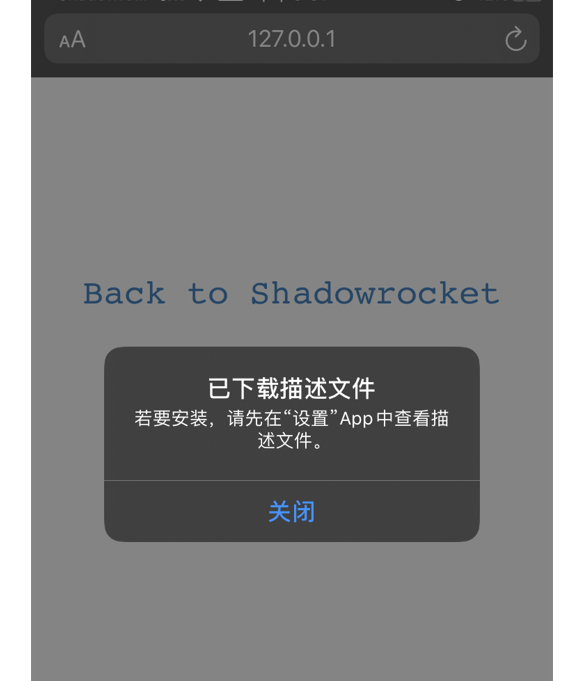 AA 127.0.0.1
Back to Shadowrocket
已下载描述文件
若要安装，请先在“设置”App中查看描
述文件。
关闭